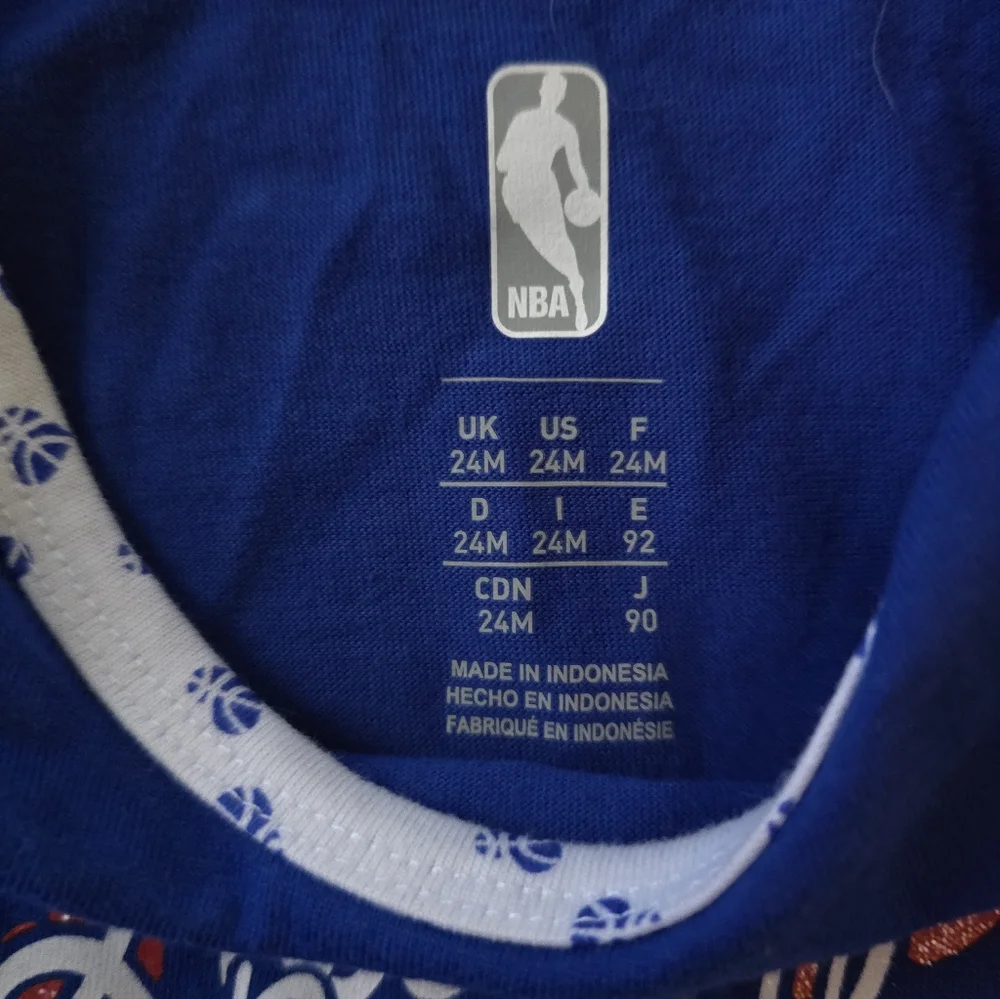 NBA
UK US F
24M 24M 24M
D I E
24M 24M 92
CDN J
24M 90
MADE IN INDONESIA
HECHO EN INDONESIA
FABRIQUÉ EN INDONÉSIE